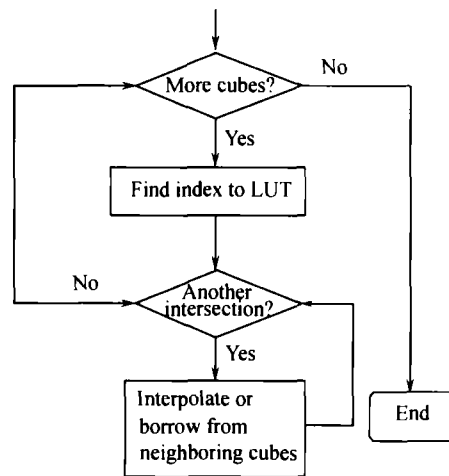 More cubes?
No
Yes
Find index to LUT
No
Another
intersection?
Yes
Interpolate or
borrow from
neighboring cubes
End